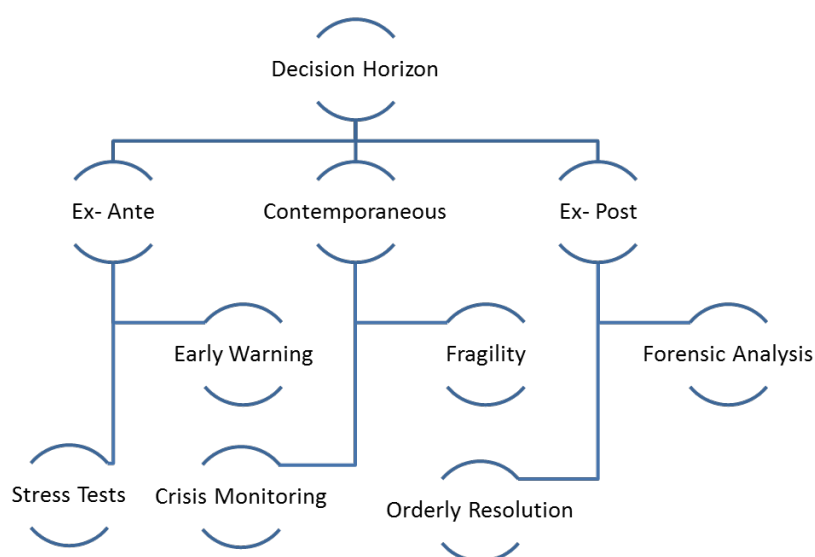 Decision Horizon
Ex- Ante
Contemporaneous
Ex- Post
Early Warning
Fragility
Forensic Analysis
Stress Tests
Crisis Monitoring
Orderly Resolution